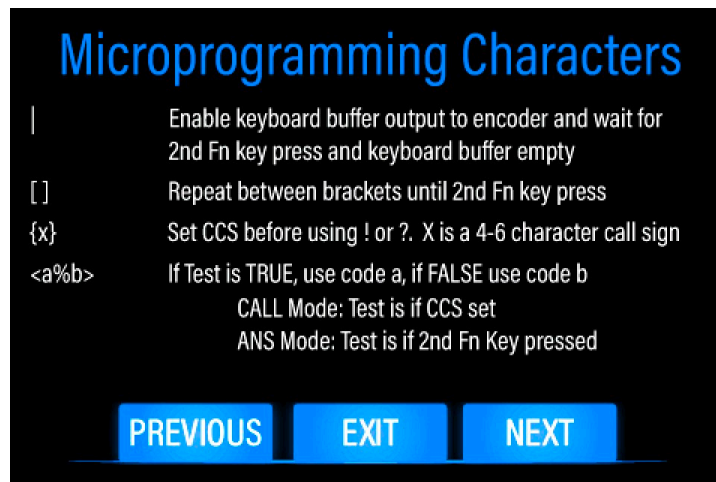 Microprogramming Characters
| Enable keyboard buffer output to encoder and wait for
2nd Fn key press and keyboard buffer empty
[ ] Repeat between brackets until 2nd Fn key press
{x} Set CCS before using ! or ?. X is a 4-6 character call sign
<a%b> If Test is TRUE, use code a, if FALSE use code b
CALL Mode: Test is if CCS set
ANS Mode: Test is if 2nd Fn Key pressed
PREVIOUS EXIT NEXT